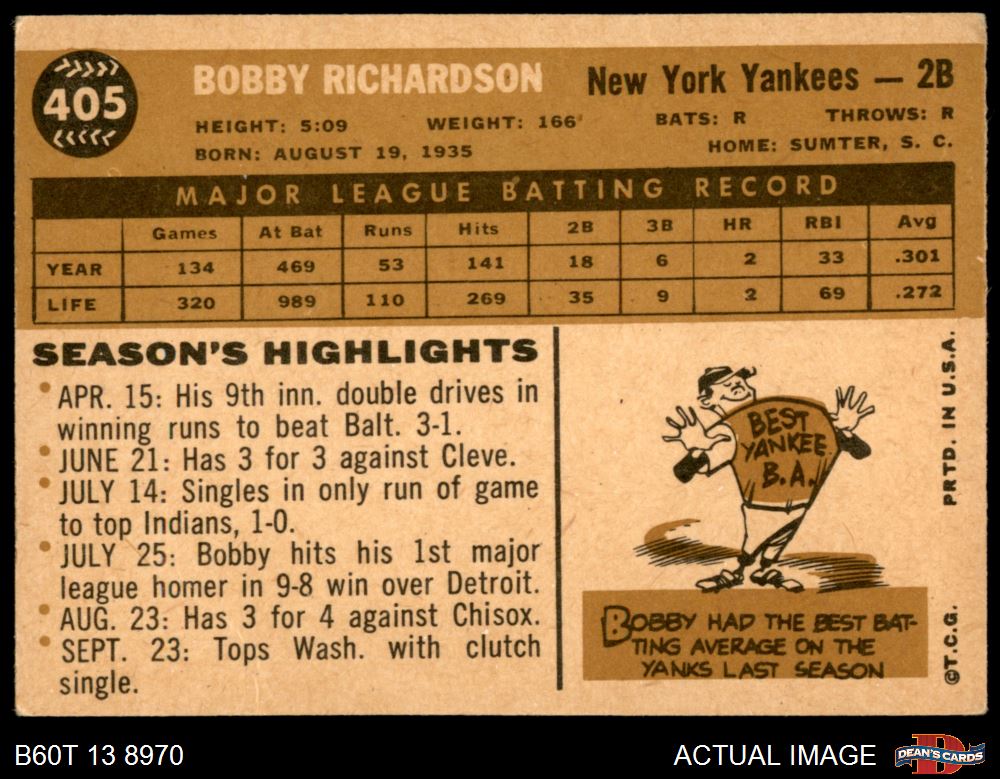 405
BOBBY RICHARDSON New York Yankees — 2B
HEIGHT: 5:09 WEIGHT: 166 BATS: R THROWS: R
BORN: AUGUST 19, 1935 HOME: SUMTER, S. C.
MAJOR LEAGUE BATTING RECORD
Games At Bat Runs Hits 2B 3B HR RBI Avg
YEAR 134 469 53 141 18 6 2 33 .301
LIFE 320 989 110 269 35 9 2 69 .272
SEASON'S HIGHLIGHTS
• APR. 15: His 9th inn. double drives in
winning runs to beat Balt. 3-1.
• JUNE 21: Has 3 for 3 against Cleve.
• JULY 14: Singles in only run of game
to top Indians, 1-0.
• JULY 25: Bobby hits his 1st major
league homer in 9-8 win over Detroit.
• AUG. 23: Has 3 for 4 against Chisox.
• SEPT. 23: Tops Wash. with clutch
single.
BEST
YANKEE
B.A.
BOBBY HAD THE BEST BAT-
TING AVERAGE ON THE
YANKS LAST SEASON
©T.C.G. PRTD. IN U.S.A.
B60T 13 8970 ACTUAL IMAGE
DEAN'S CARDS